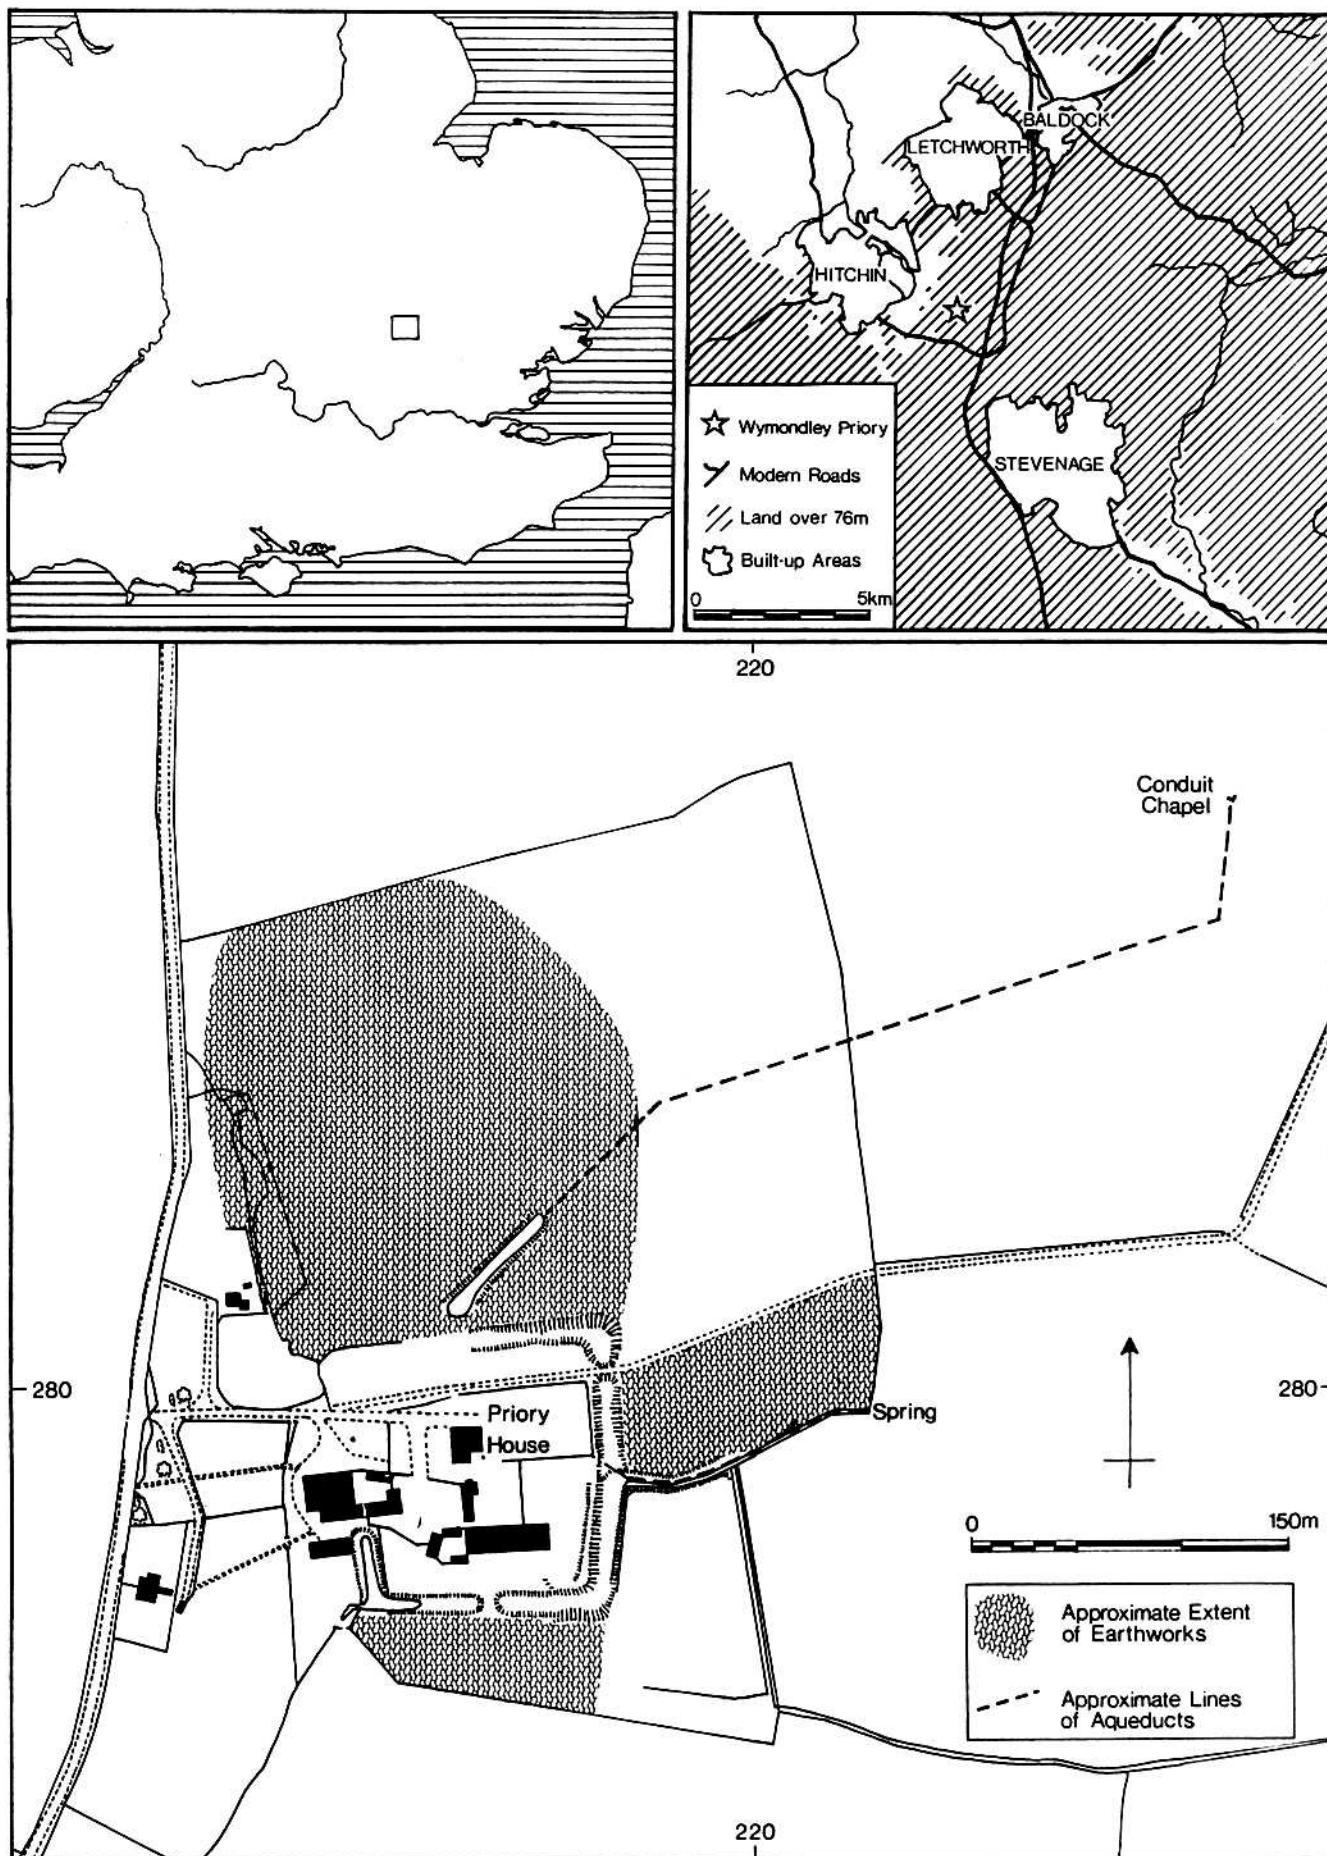 BALDOCK
LETCHWORTH
HITCHIN
STEVENAGE
Wymondley Priory
Modern Roads
Land over 76m
Built-up Areas
0 5km
220
Conduit
Chapel
280
280
Priory
House
Spring
0 150m
Approximate Extent
of Earthworks
Approximate Lines
of Aqueducts
220